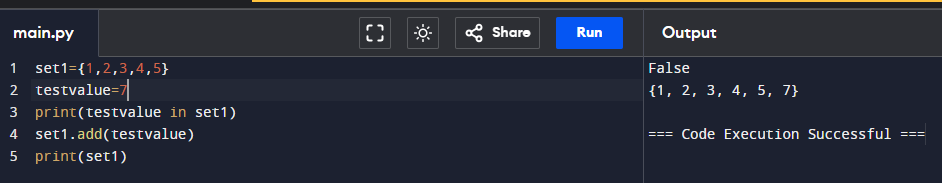 main.py
Share
Run
Output
1 set1={1,2,3,4,5}
2 testvalue=7
3 print(testvalue in set1)
4 set1.add(testvalue)
5 print(set1)
False
{1, 2, 3, 4, 5, 7}
=== Code Execution Successful ===